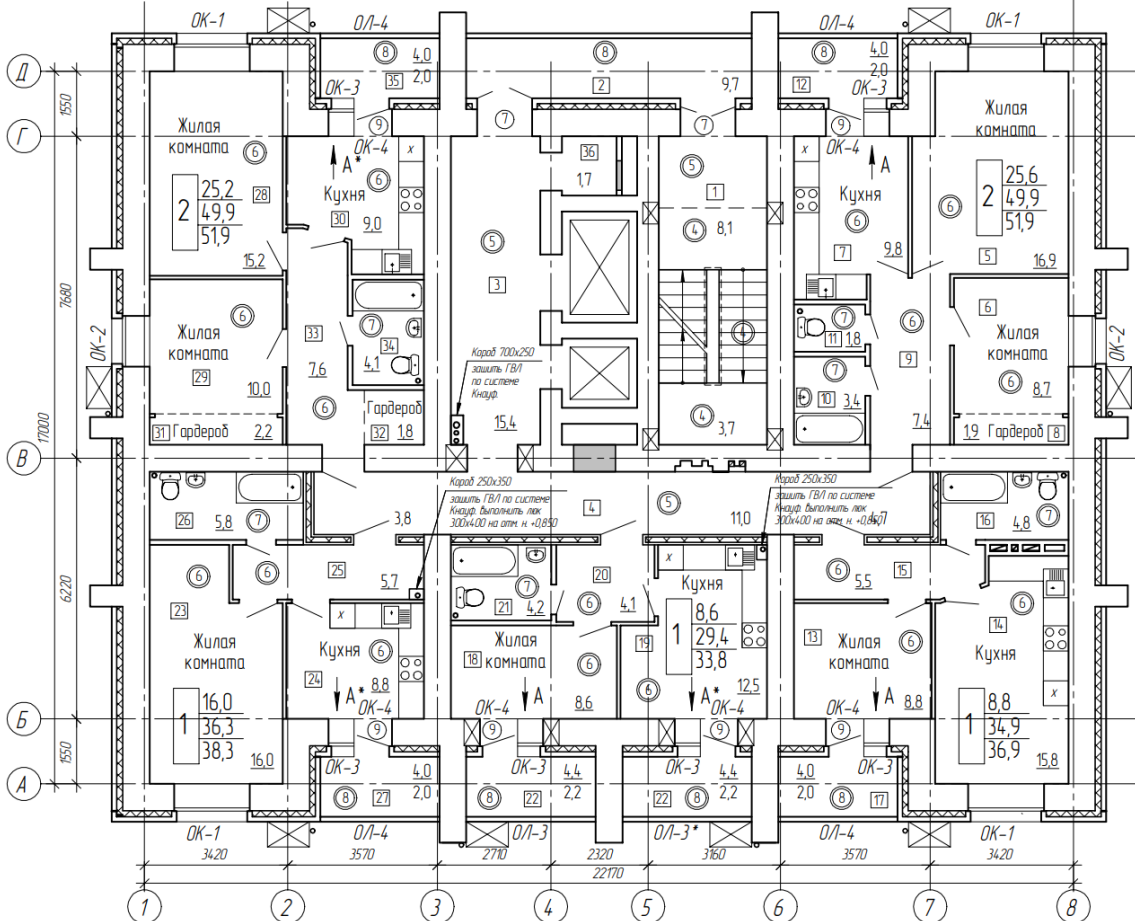 ОК-1
ОЛ-4
ОЛ-4
ОК-1
Д
1550
8
4,0
2,0
35
ОК-3
8
2
9,7
8
12
4,0
2,0
ОК-3
Г
Жилая
комната
6
28
2
25,2
49,9
51,9
15,2
9
ОК-4
А*
х
6
Кухня
30
9,0
7
5
3
36
1,7
7
5
1
4
8,1
9
ОК-4
А
х
Кухня
6
7
9,8
Жилая
комната
6
2
25,6
49,9
51,9
5
16,9
7680
17000
ОК-2
6
Жилая
комната
29
10,0
31
Гардероб
2,2
33
7,6
6
7
34
4,1
Гардероб
32
1,8
Короб 700х250
зашить ГВЛ
по системе
Кнауф.
15,4
4
4
3,7
7
11
1,8
7
10
3,4
6
9
7,4
6
Жилая
комната
6
8,7
1,9
Гардероб
8
ОК-2
В
26
5,8
7
3,8
Короб 250х350
зашить ГВЛ по системе
Кнауф. Выполнить люк
300х400 на отм. н. +0,850
4
5
11,0
Короб 250х350
зашить ГВЛ по системе
Кнауф. Выполнить люк
300х400 на отм. н. +0,850
4,7
16
4,8
7
6220
6
23
Жилая
комната
1
16,0
36,3
38,3
16,0
6
25
5,7
х
Кухня
6
24
8,8
А*
ОК-4
7
21
4,2
20
6
4,1
18
Жилая
комната
6
8,6
А
ОК-4
х
Кухня
19
1
8,6
29,4
33,8
6
12,5
А*
ОК-4
6
5,5
15
13
6
Жилая
комната
8,8
А
ОК-4
6
14
Кухня
х
1
8,8
34,9
36,9
15,8
Б
1550
А
9
ОК-3
4,0
2,0
8
27
9
ОК-3
4,4
2,2
8
22
9
ОК-3
4,4
2,2
22
8
9
ОК-3
4,0
2,0
8
17
ОК-1
ОЛ-4
ОЛ-3
ОЛ-3*
ОЛ-4
ОК-1
3420
3570
2710
2320
3160
3570
3420
22170
1
2
3
4
5
6
7
8